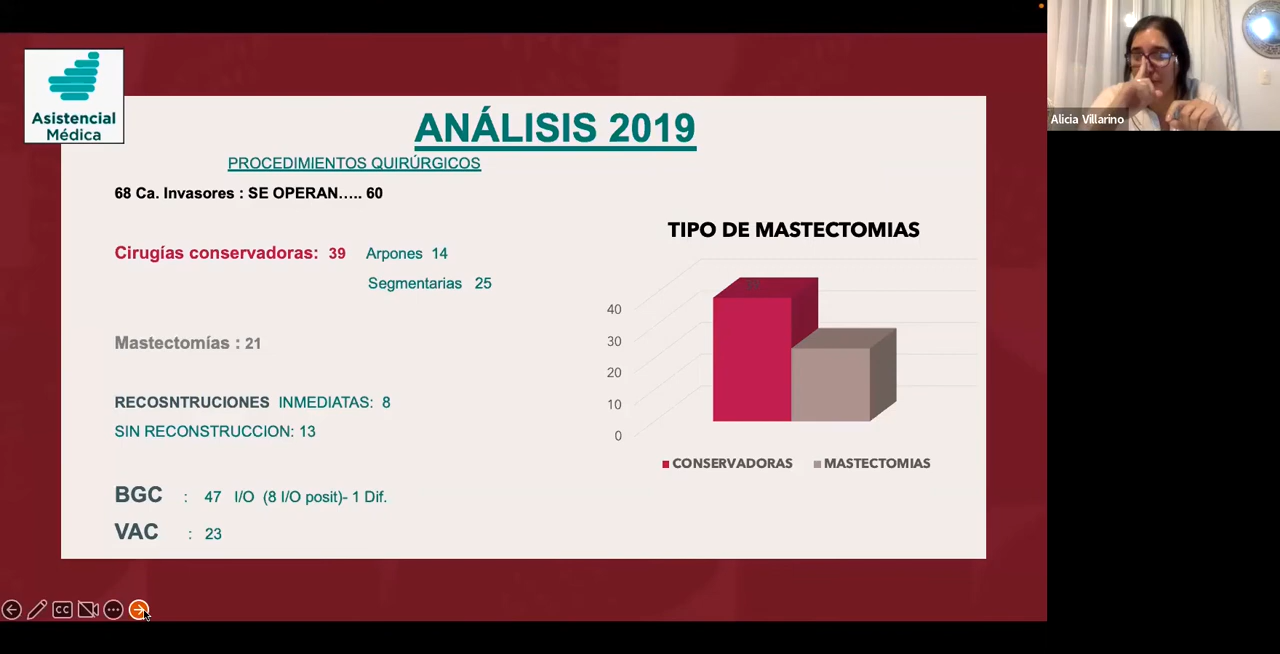 Asistencial
Médica
ANÁLISIS 2019
PROCEDIMIENTOS QUIRÚRGICOS
68 Ca. Invasores : SE OPERAN….. 60
Cirugías conservadoras: 39 Arpones 14
Segmentarias 25
Mastectomías : 21
RECOSNTRUCIONES INMEDIATAS: 8
SIN RECONSTRUCCION: 13
BGC : 47 I/O (8 I/O posit)- 1 Dif.
VAC : 23
TIPO DE MASTECTOMIAS
40
30
20
10
0
CONSERVADORAS MASTECTOMIAS
Alicia Villarino
CC